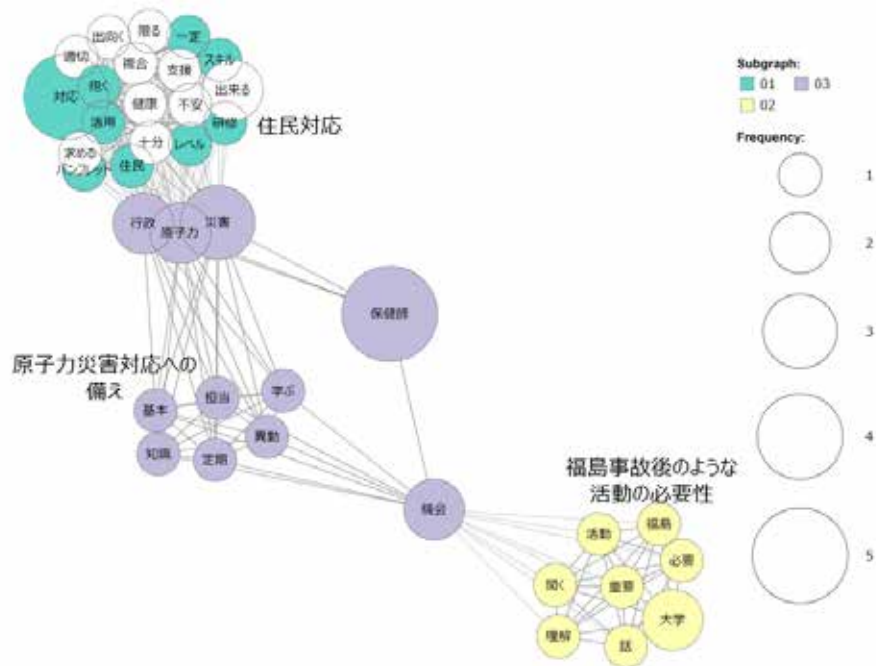 出向く
限る
一定
適切
複合
支援
スキル
対応
抱く
健康
不安
出来る
活用
研修
十分
レベル
求める
住民
パンフレット
住民対応
行政
原子力
災害
保健師
原子力災害対応への
備え
基本
担当
学ぶ
知識
定期
異動
機会
福島事故後のような
活動の必要性
活動
福島
必要
聞く
重要
大学
理解
話
Subgraph:
01 03
02
Frequency:
1
2
3
4
5